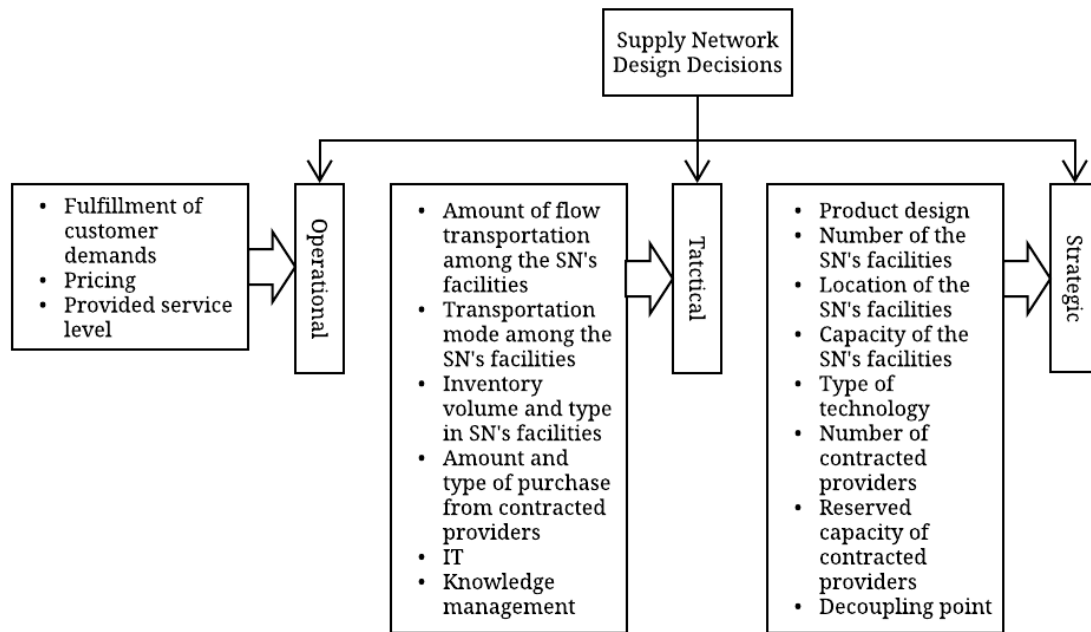 Supply Network
Design Decisions
• Fulfillment of
customer
demands
• Pricing
• Provided service
level
Operational
• Amount of flow
transportation
among the SN's
facilities
• Transportation
mode among the
SN's facilities
• Inventory
volume and type
in SN's facilities
• Amount and
type of purchase
from contracted
providers
• IT
• Knowledge
management
Tatctical
• Product design
• Number of the
SN's facilities
• Location of the
SN's facilities
• Capacity of the
SN's facilities
• Type of
technology
• Number of
contracted
providers
• Reserved
capacity of
contracted
providers
• Decoupling point
Strategic